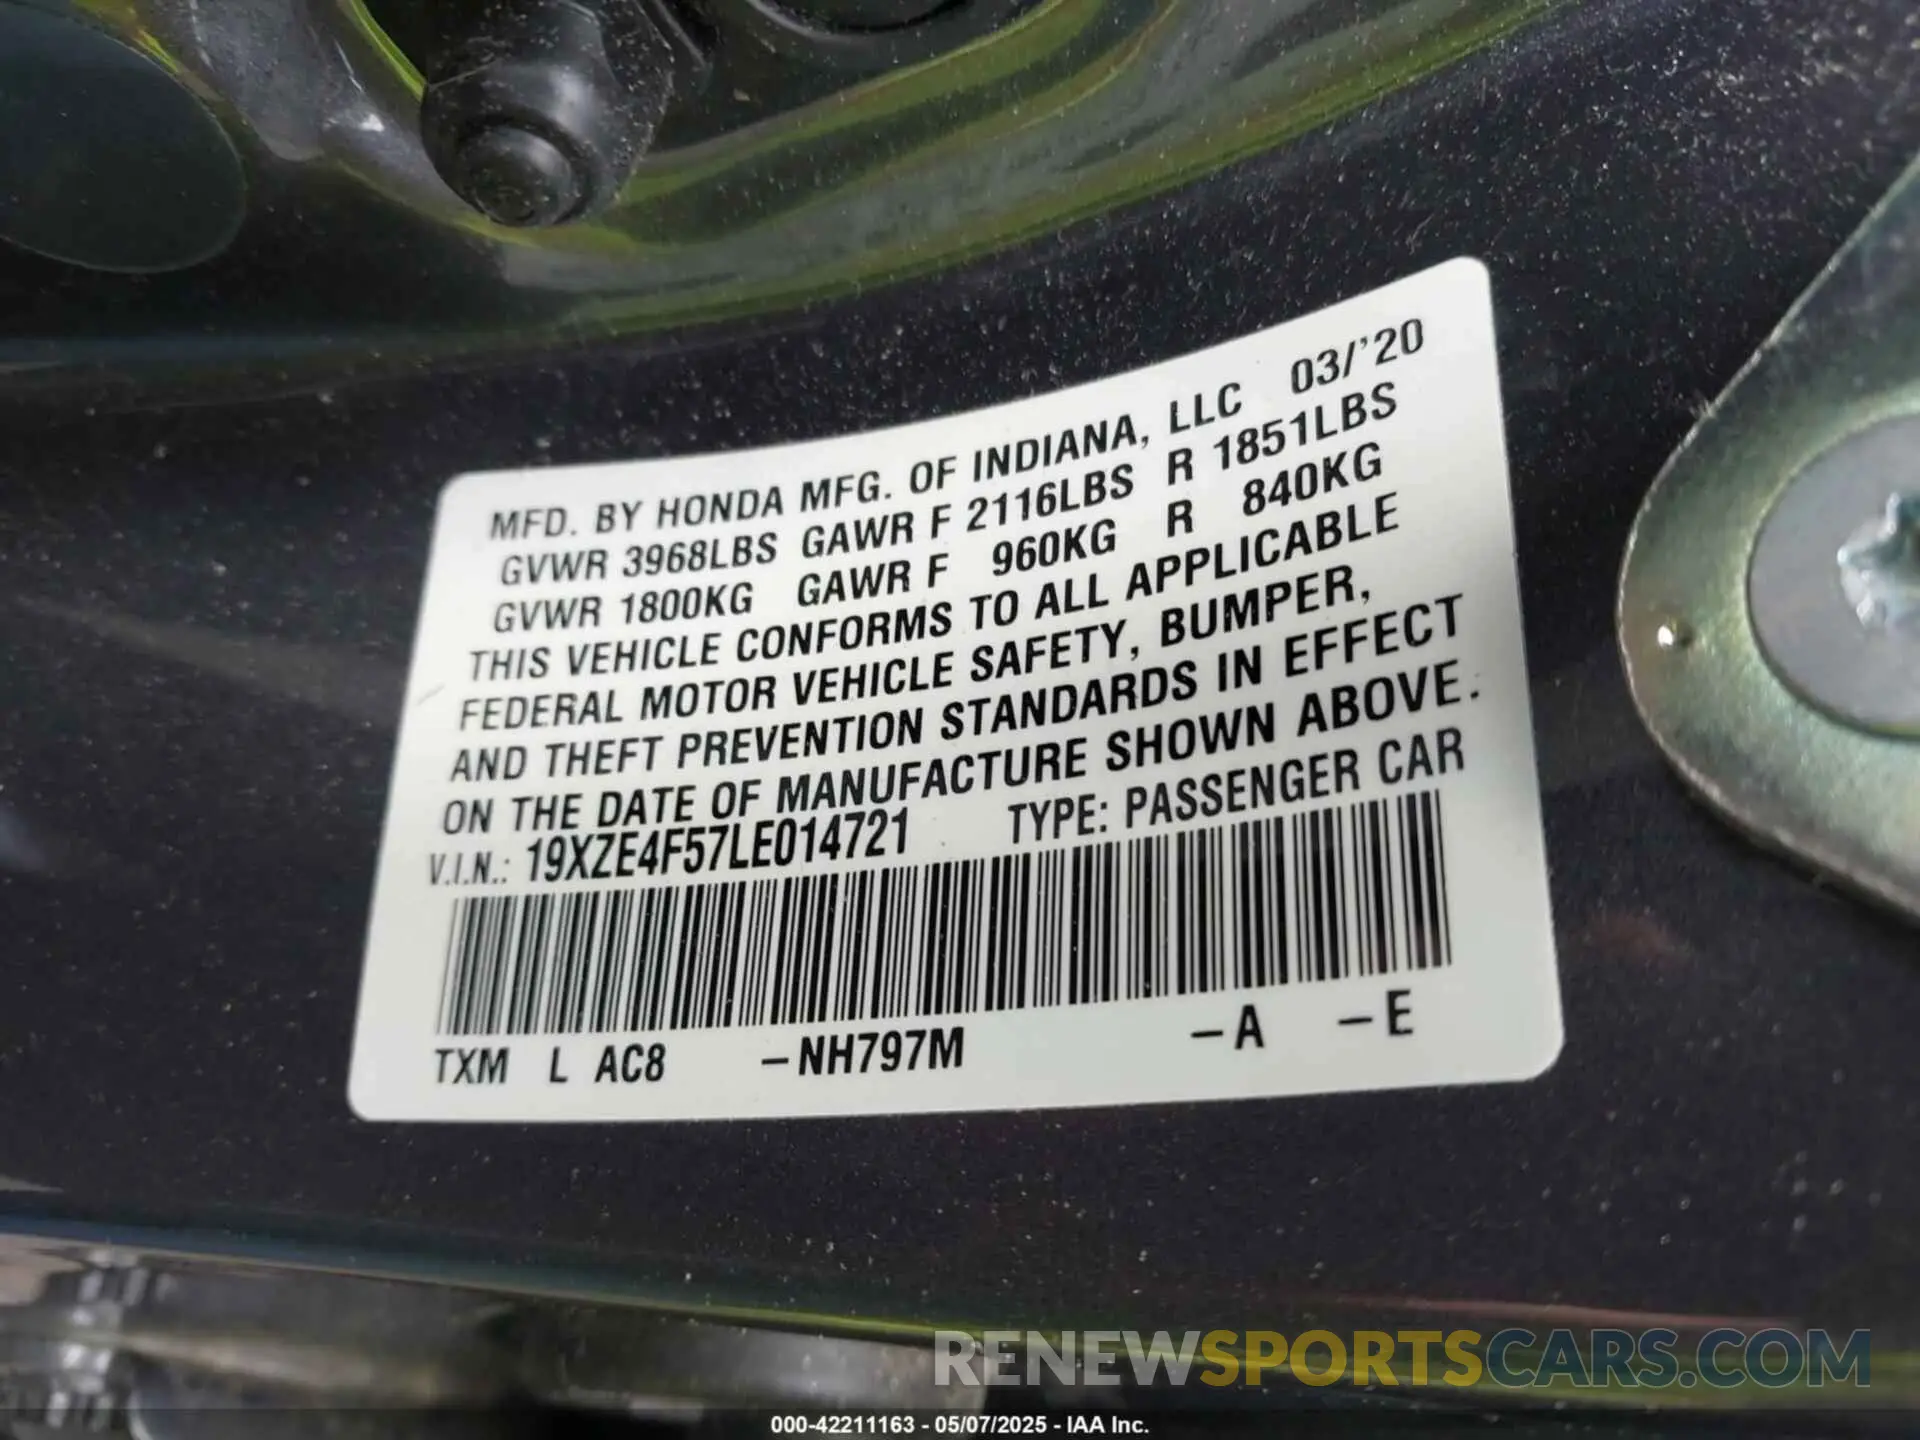 MFD. BY HONDA MFG. OF INDIANA, LLC 03/'20
GVWR 3968LBS GAWR F 2116LBS R 1851LBS
GVWR 1800KG GAWR F 960KG R 840KG
THIS VEHICLE CONFORMS TO ALL APPLICABLE
FEDERAL MOTOR VEHICLE SAFETY, BUMPER,
AND THEFT PREVENTION STANDARDS IN EFFECT
ON THE DATE OF MANUFACTURE SHOWN ABOVE.
V.I.N.: 19XZE4F57LE014721 TYPE: PASSENGER CAR
TXM L AC8 –NH797M –A –E
RENEWSPORTSCARS.COM
000-42211163 - 05/07/2025 - IAA Inc.